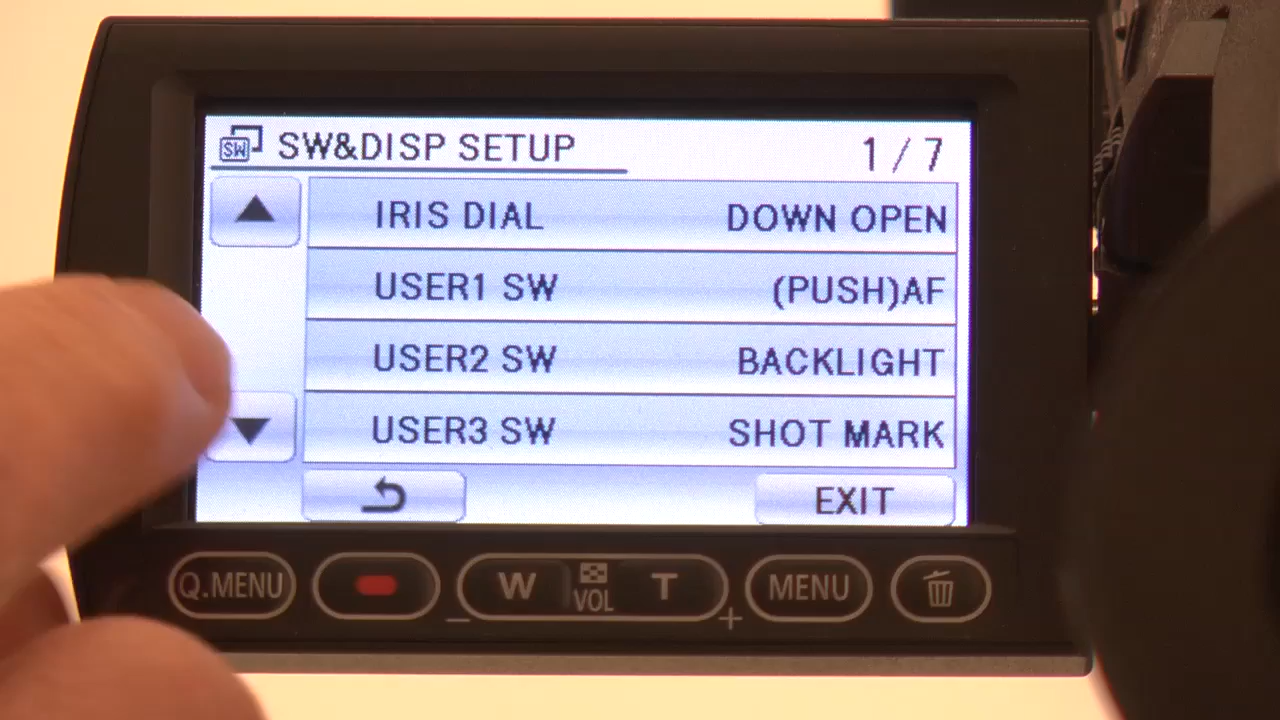 SW SW&DISP SETUP 1/7
IRIS DIAL DOWN OPEN
USER1 SW (PUSH)AF
USER2 SW BACKLIGHT
USER3 SW SHOT MARK
EXIT
Q.MENU W VOL T MENU
− +